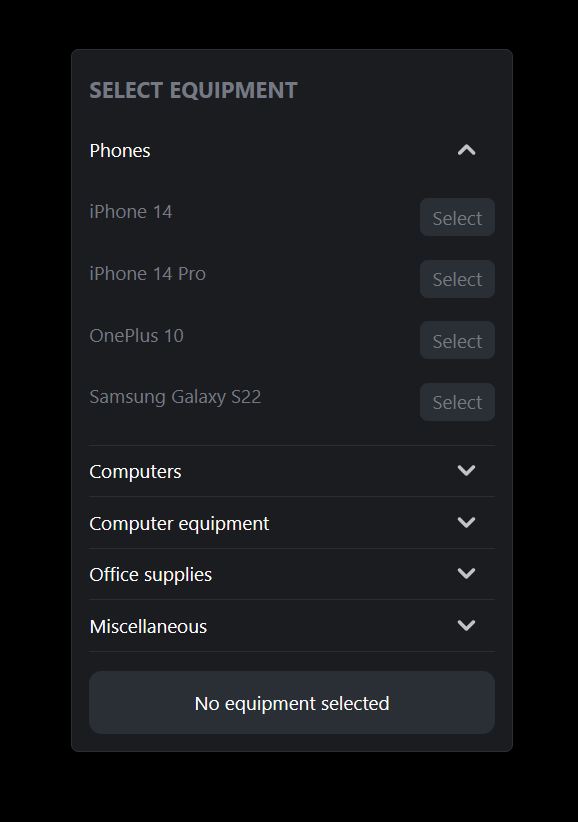 SELECT EQUIPMENT
Phones
iPhone 14
Select
iPhone 14 Pro
Select
OnePlus 10
Select
Samsung Galaxy S22
Select
Computers
Computer equipment
Office supplies
Miscellaneous
No equipment selected